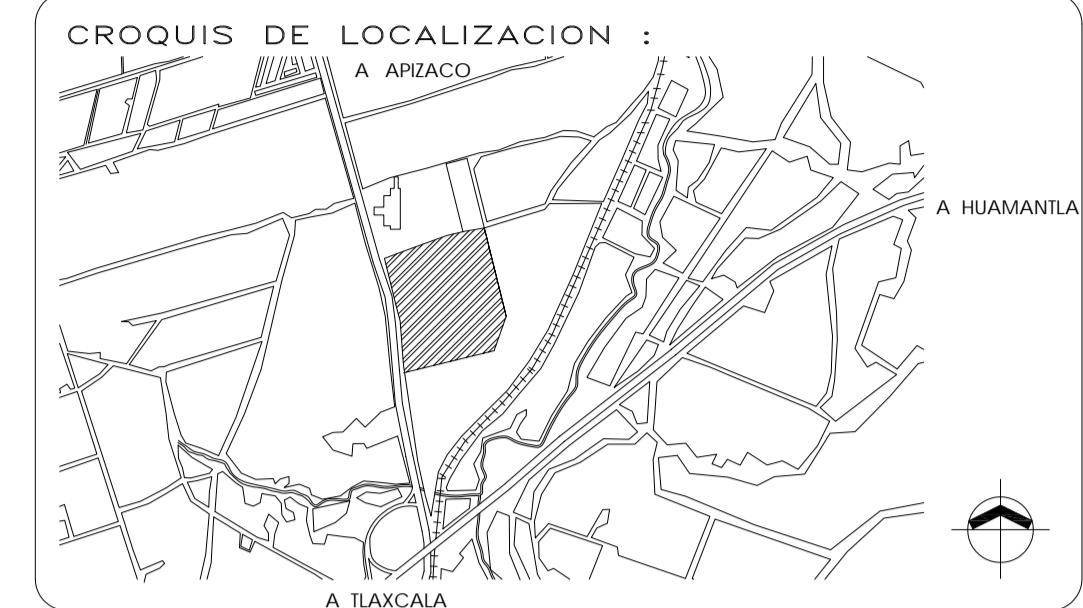 CROQUIS DE LOCALIZACION :
A APIZACO
A HUAMANTLA
A TLAXCALA